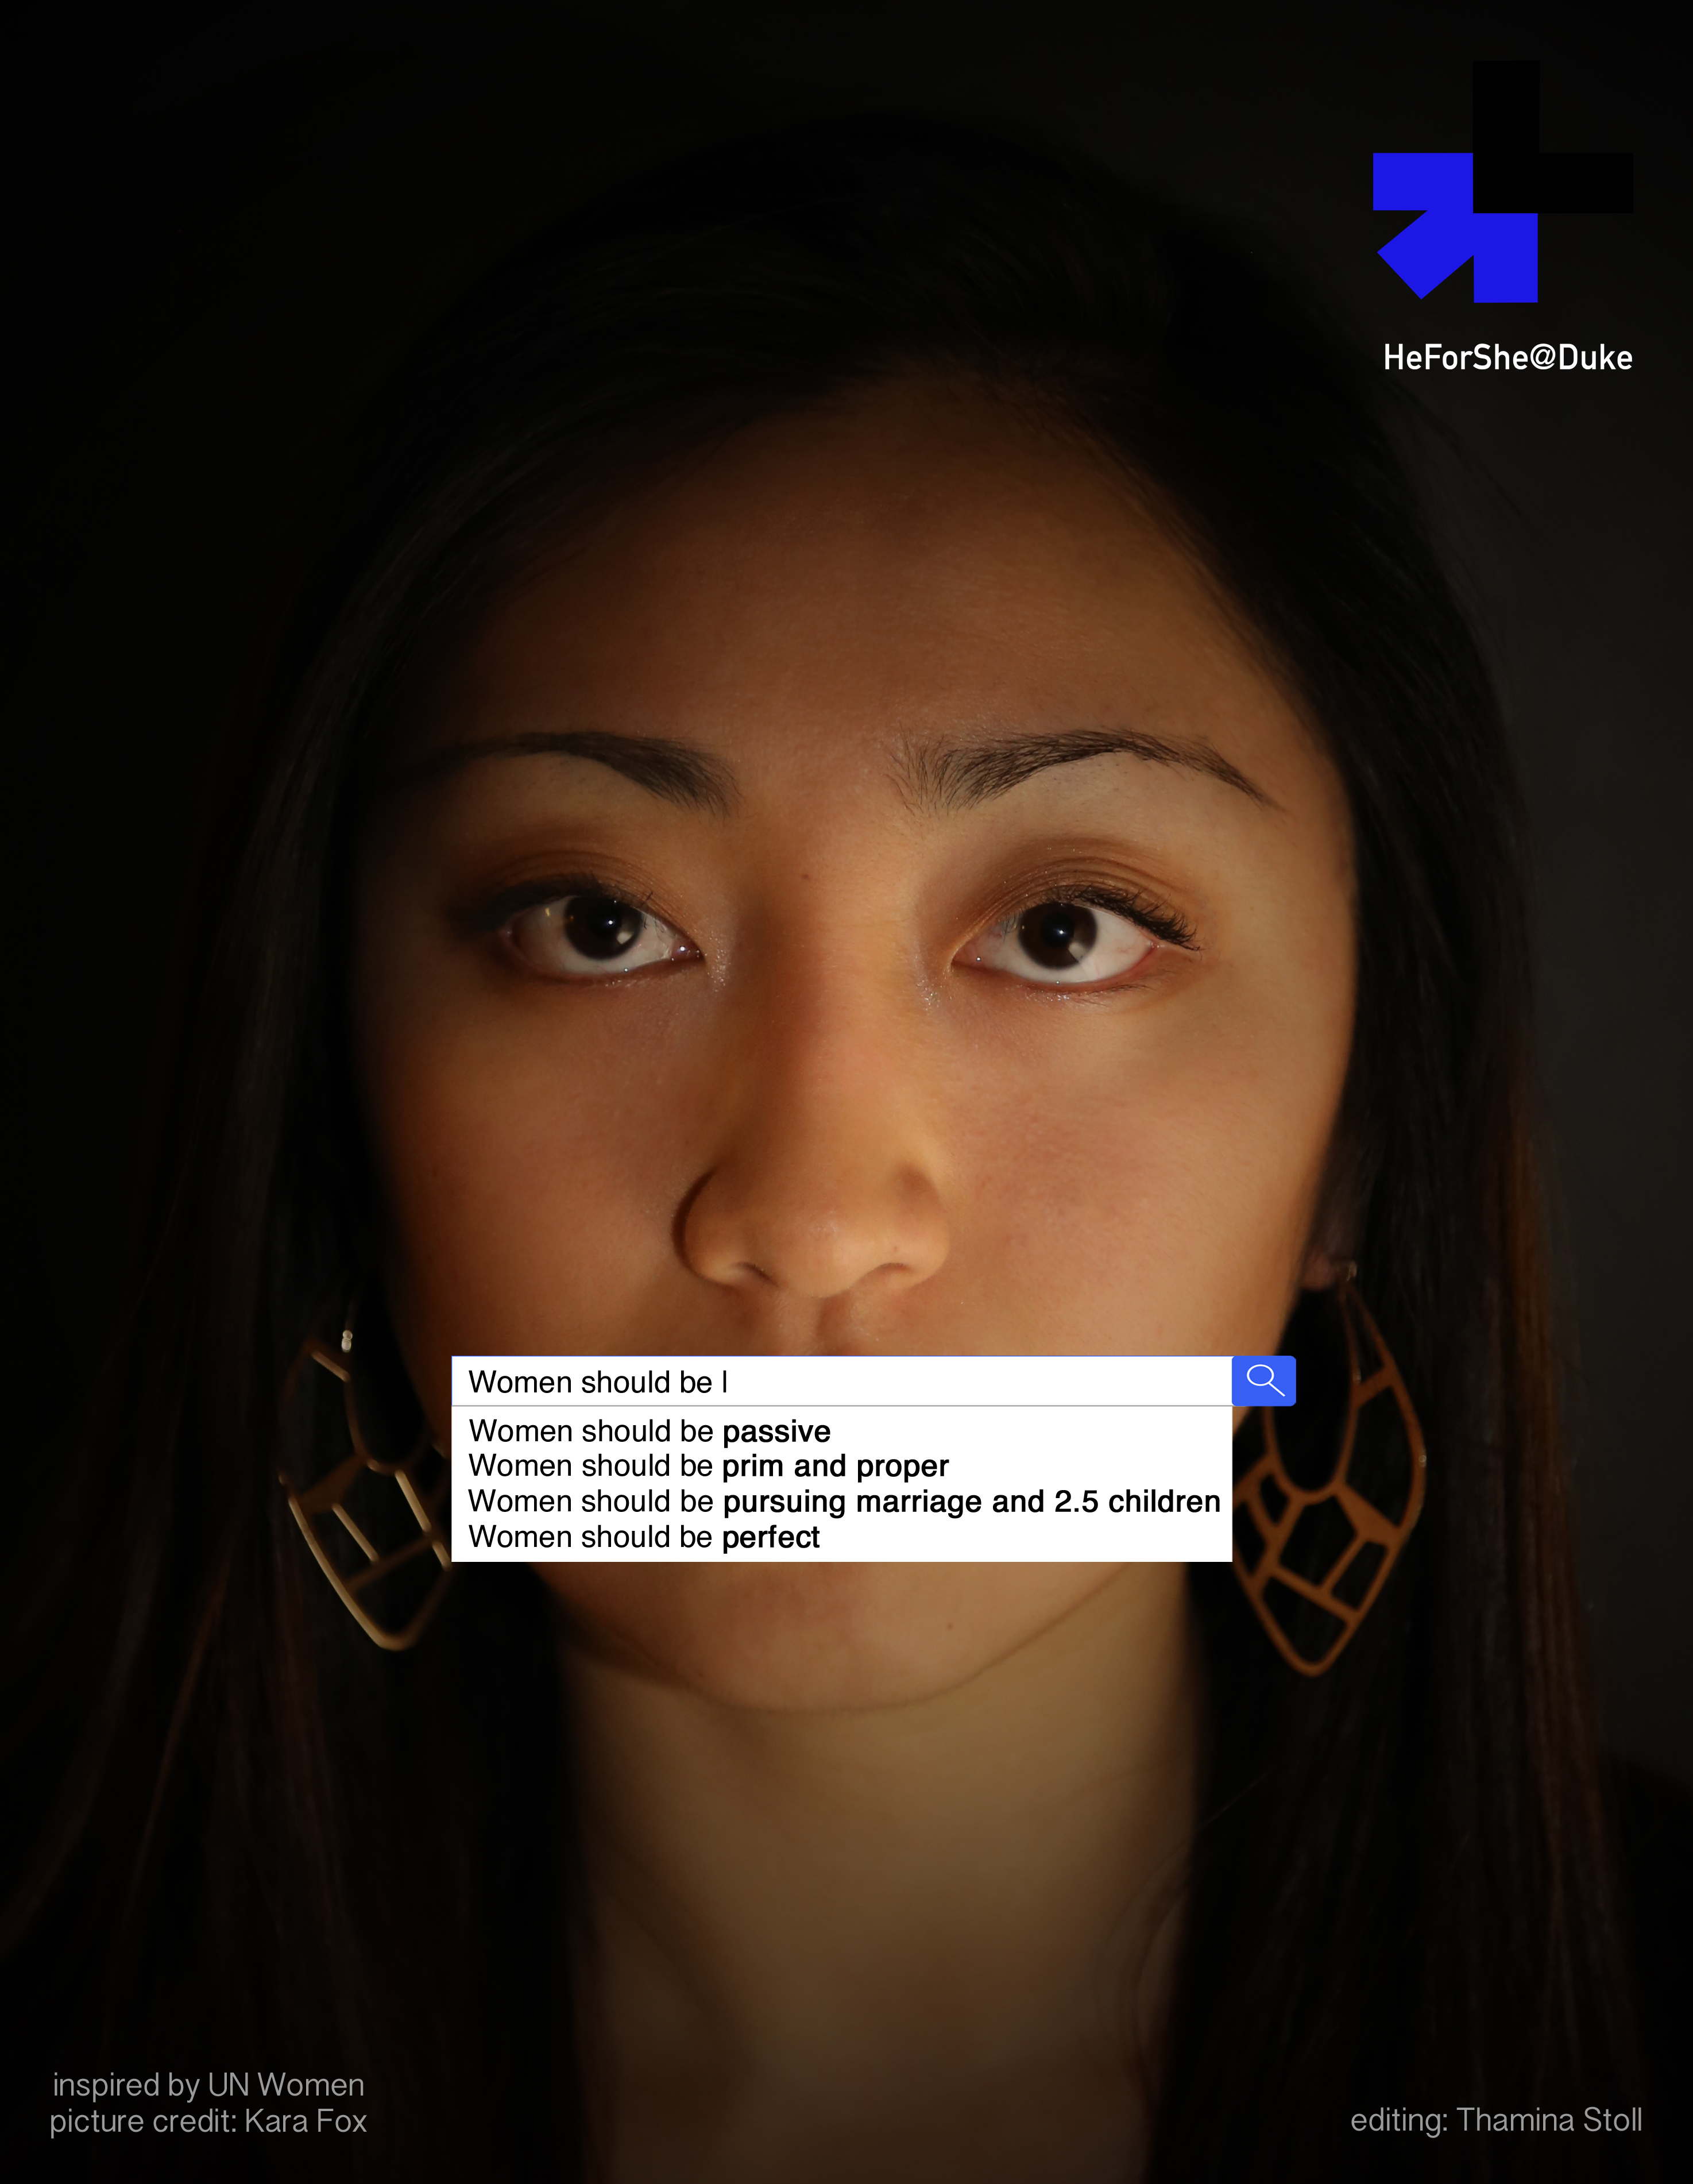 HeForShe@Duke
Women should be |
Women should be passive
Women should be prim and proper
Women should be pursuing marriage and 2.5 children
Women should be perfect
inspired by UN Women
picture credit: Kara Fox
editing: Thamina Stoll